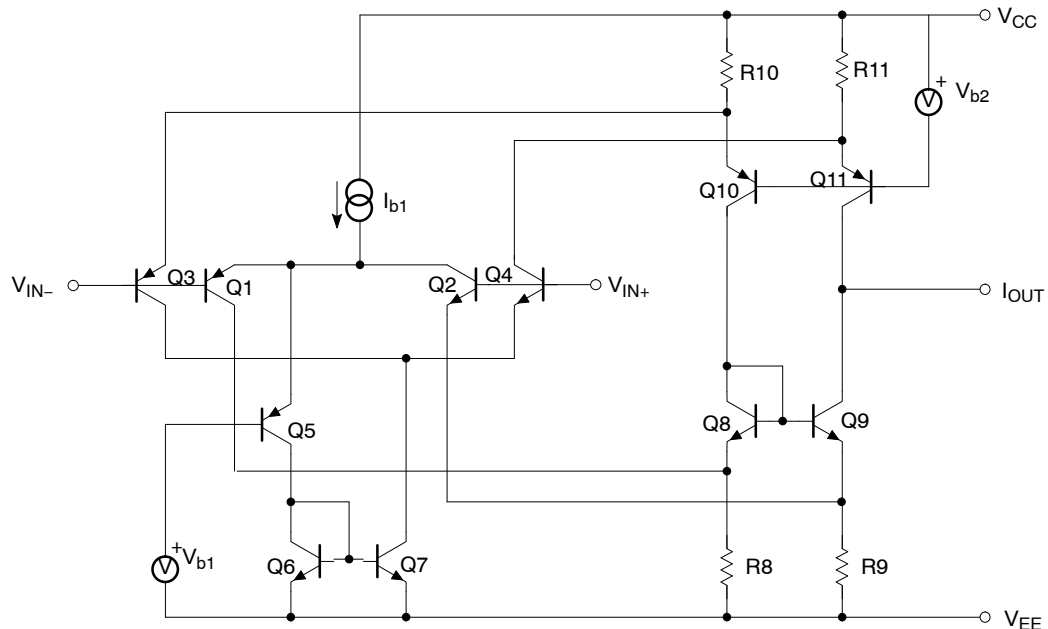 V_CC
R10
R11
+
V
V_b2
Q10
Q11
I_b1
V_IN−
Q3
Q1
Q2
Q4
V_IN+
I_OUT
Q5
Q8
Q9
+
V
V_b1
Q6
Q7
R8
R9
V_EE